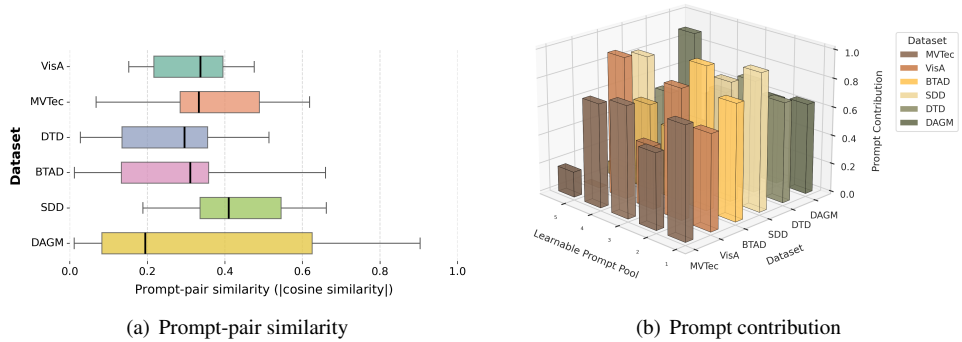 Dataset
VisA
MVTec
DTD
BTAD
SDD
DAGM
0.0 0.2 0.4 0.6 0.8 1.0
Prompt-pair similarity (|cosine similarity|)
(a) Prompt-pair similarity
Dataset
MVTec
VisA
BTAD
SDD
DTD
DAGM
1.0
0.8
0.6
0.4
0.2
0.0
Prompt Contribution
5
4
3
2
1
Learnable Prompt Pool
MVTec
VisA
BTAD
SDD
DTD
DAGM
Dataset
(b) Prompt contribution